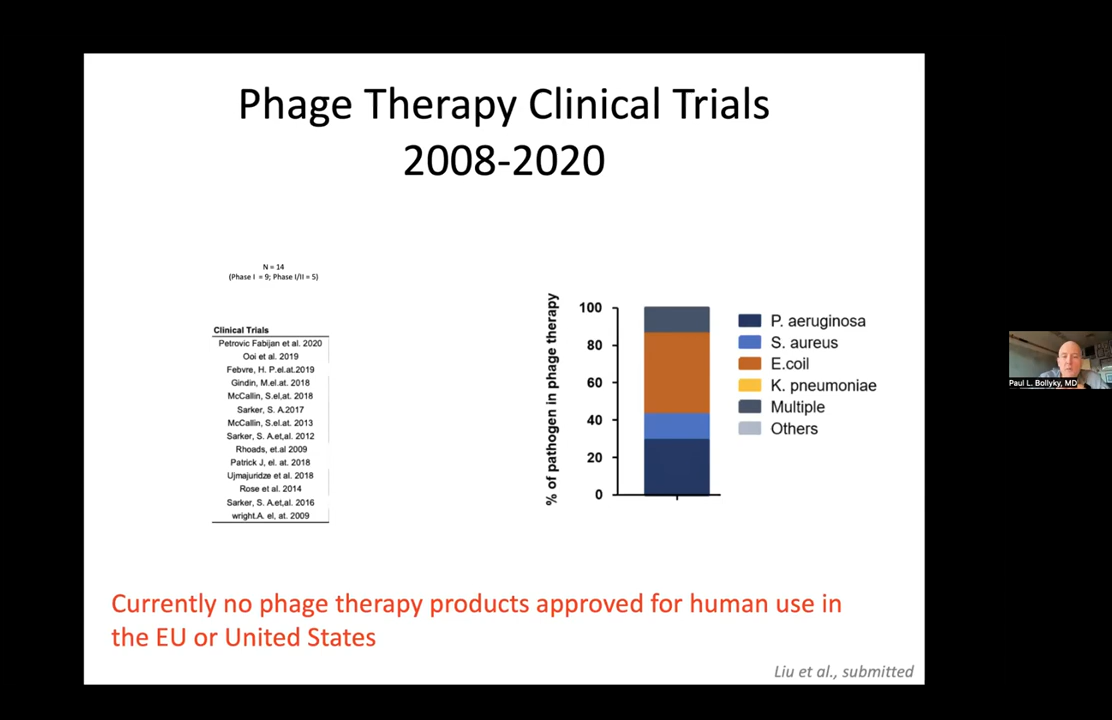 Phage Therapy Clinical Trials
2008-2020
N = 14
(Phase I = 9; Phase I/II = 5)
Clinical Trials
Petrovic Fabijan et al. 2020
Ooi et al. 2019
Febvre, H. P.el.at.2019
Gindin, M.el.at. 2018
McCallin, S.el,at. 2018
Sarker, S. A.2017
McCallin, S.el.at. 2013
Sarker, S. A.et,al. 2012
Rhoads, et.al 2009
Patrick J, el. at. 2018
Ujmajuridze et al. 2018
Rose et al. 2014
Sarker, S. A.et,al. 2016
wright.A. el, at. 2009
% of pathogen in phage therapy
100
80
60
40
20
0
P. aeruginosa
S. aureus
E.coil
K. pneumoniae
Multiple
Others
Currently no phage therapy products approved for human use in
the EU or United States
Liu et al., submitted
Paul L. Bollyky, MD